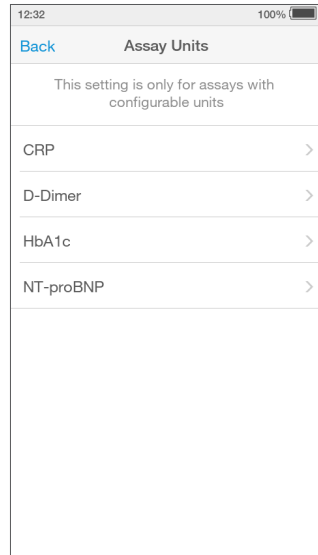 12:32 100%
Back Assay Units
This setting is only for assays with
configurable units
CRP
D-Dimer
HbA1c
NT-proBNP